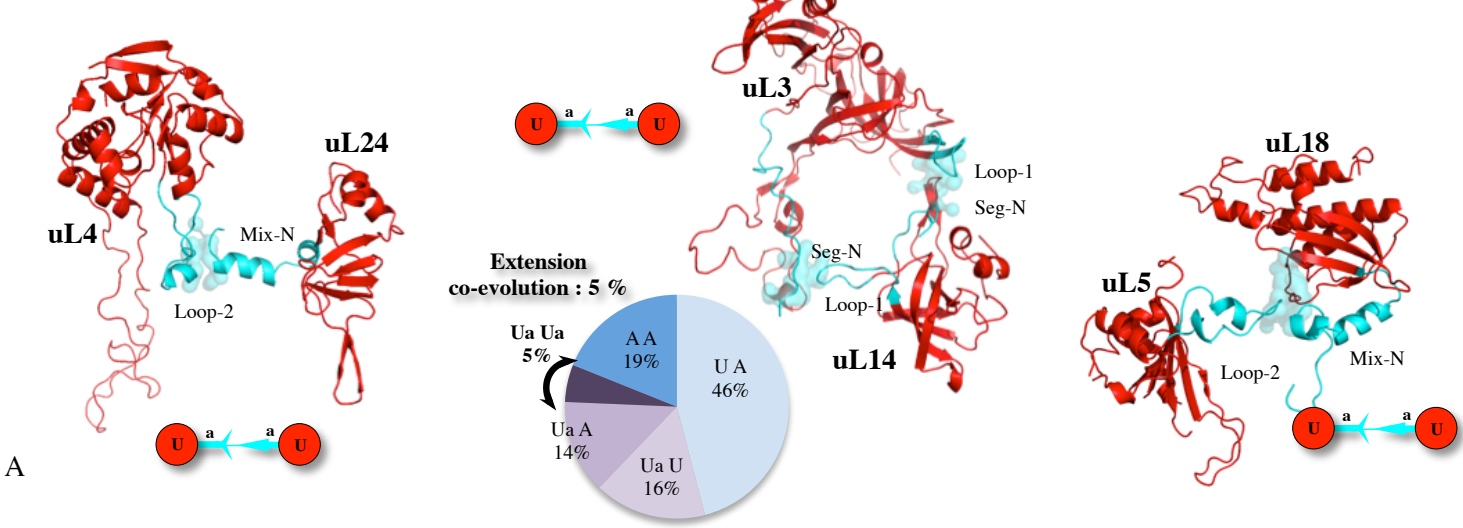 uL4
uL24
Mix-N
Loop-2
U a a U
A
U a a U
uL3
Loop-1
Seg-N
Seg-N
Loop-1
uL14
Extension
co-evolution : 5 %
Ua Ua
5%
A A
19%
U A
46%
Ua A
14%
Ua U
16%
uL18
uL5
Loop-2
Mix-N
U a a U